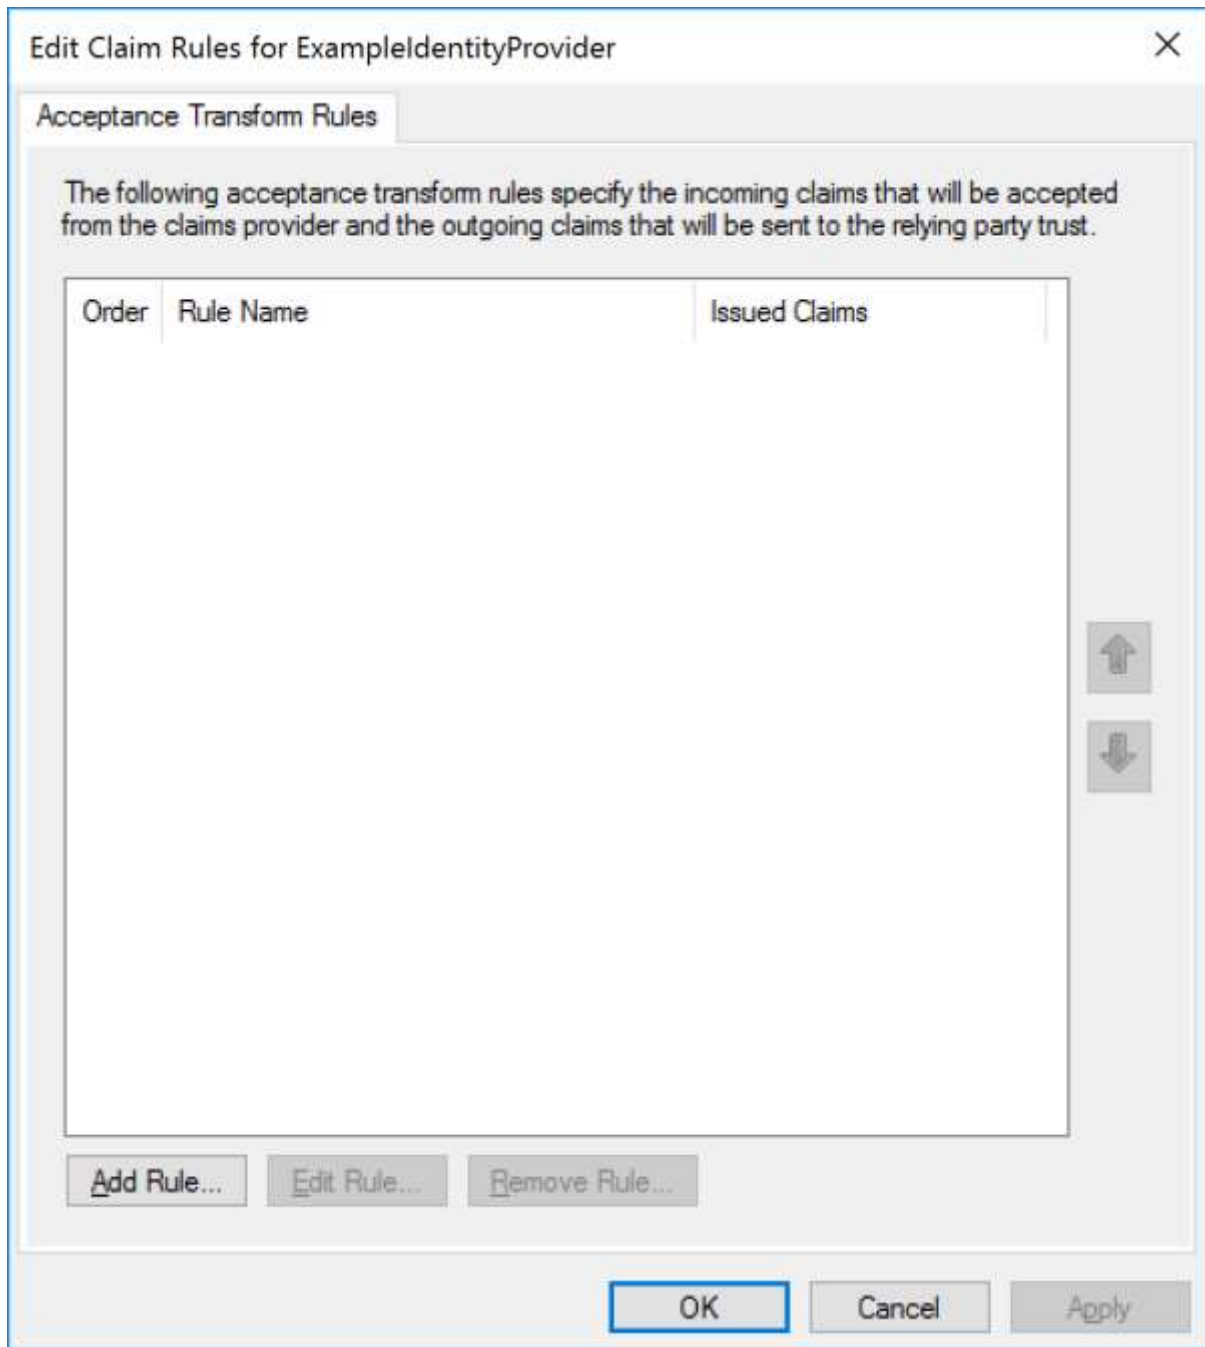 Edit Claim Rules for ExampleIdentityProvider
Acceptance Transform Rules
The following acceptance transform rules specify the incoming claims that will be accepted
from the claims provider and the outgoing claims that will be sent to the relying party trust.
Order Rule Name Issued Claims
Add Rule... Edit Rule... Remove Rule...
OK Cancel Apply